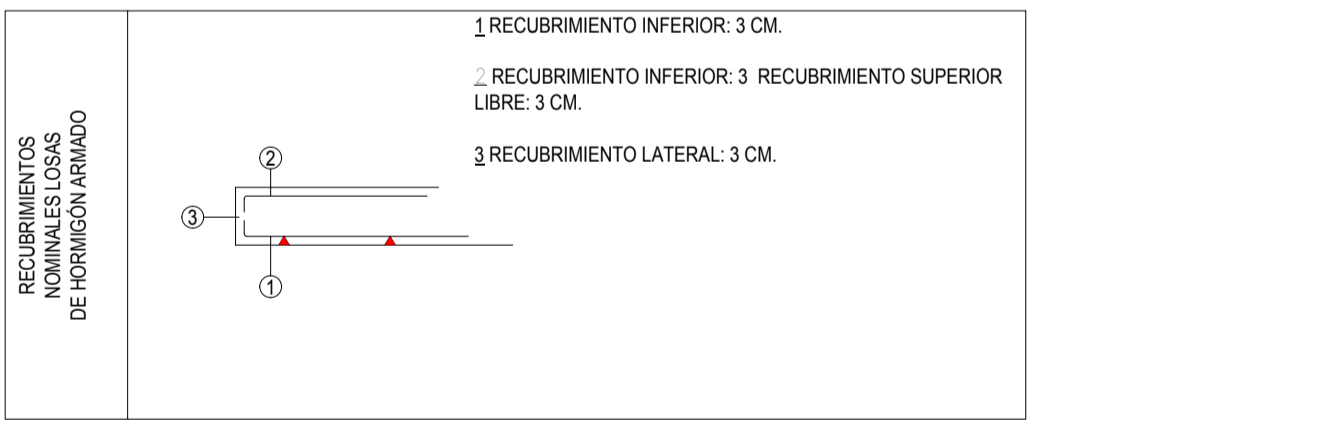 RECUBRIMIENTOS
NOMINALES LOSAS
DE HORMIGÓN ARMADO
1 RECUBRIMIENTO INFERIOR: 3 CM.
2 RECUBRIMIENTO INFERIOR: 3 RECUBRIMIENTO SUPERIOR
LIBRE: 3 CM.
3 RECUBRIMIENTO LATERAL: 3 CM.
2
3
1